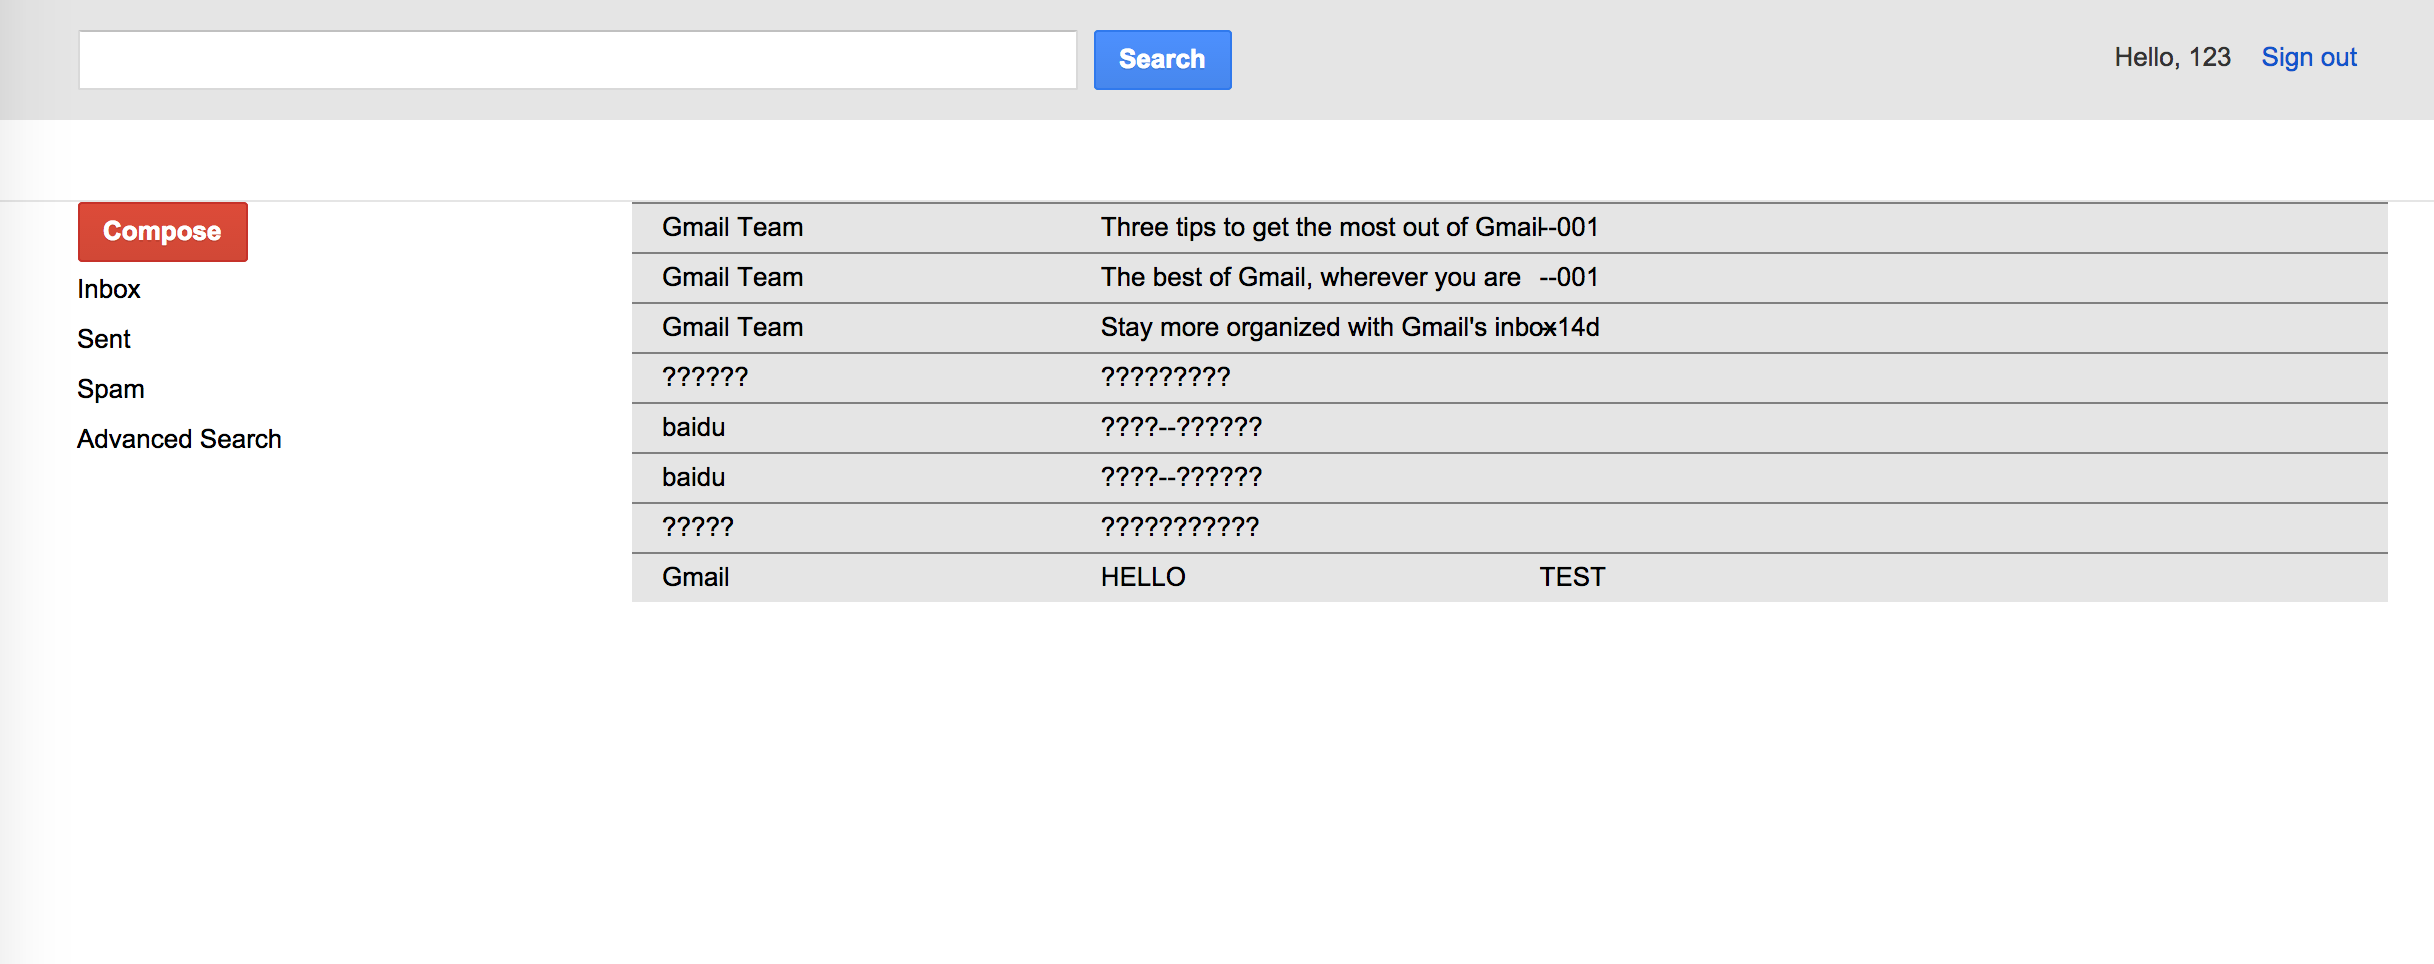 Search Hello, 123 Sign out
Compose
Inbox
Sent
Spam
Advanced Search
Gmail Team Three tips to get the most out of Gmail --001
Gmail Team The best of Gmail, wherever you are --001
Gmail Team Stay more organized with Gmail's inbox --14d
?????? ?????????
baidu ????--??????
baidu ????--??????
????? ???????????
Gmail HELLO TEST